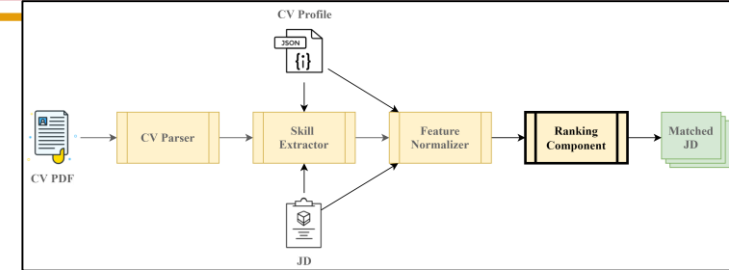 CV Profile
JSON
{i}
CV PDF
CV Parser
Skill
Extractor
Feature
Normalizer
Ranking
Component
Matched
JD
JD